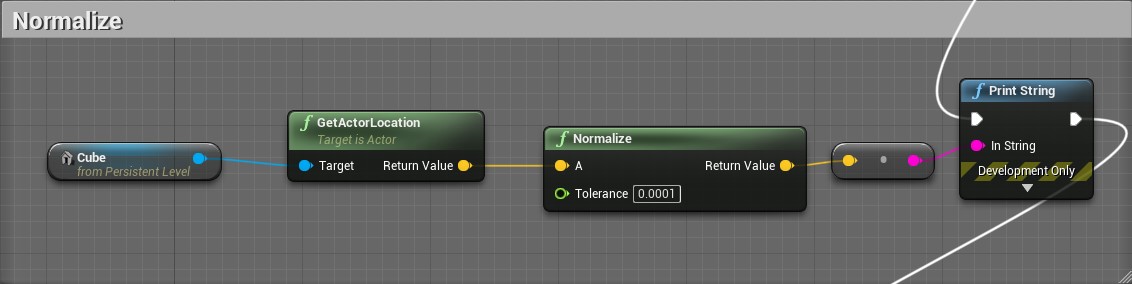 Normalize
Cube
from Persistent Level
f GetActorLocation
Target is Actor
Target Return Value
f Normalize
A Return Value
Tolerance 0.0001
f Print String
In String
Development Only